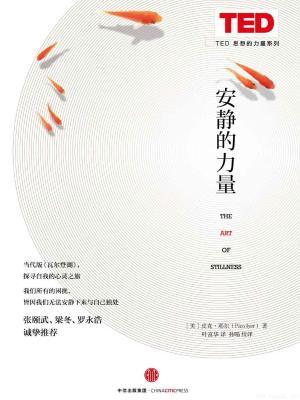 TED
TED 思想的力量系列
安静的力量
THE
ART
OF
STILLNESS
当代版《瓦尔登湖》，
探寻自我的心灵之旅
我们所有的困扰，
皆因我们无法安静下来与自己独处
张颐武、梁冬、罗永浩
诚挚推荐
[美] 皮克·耶尔 (Pico Iyer) 著
叶富华 译 孙旸 校译
中信出版集团·CHINACITICPRESS